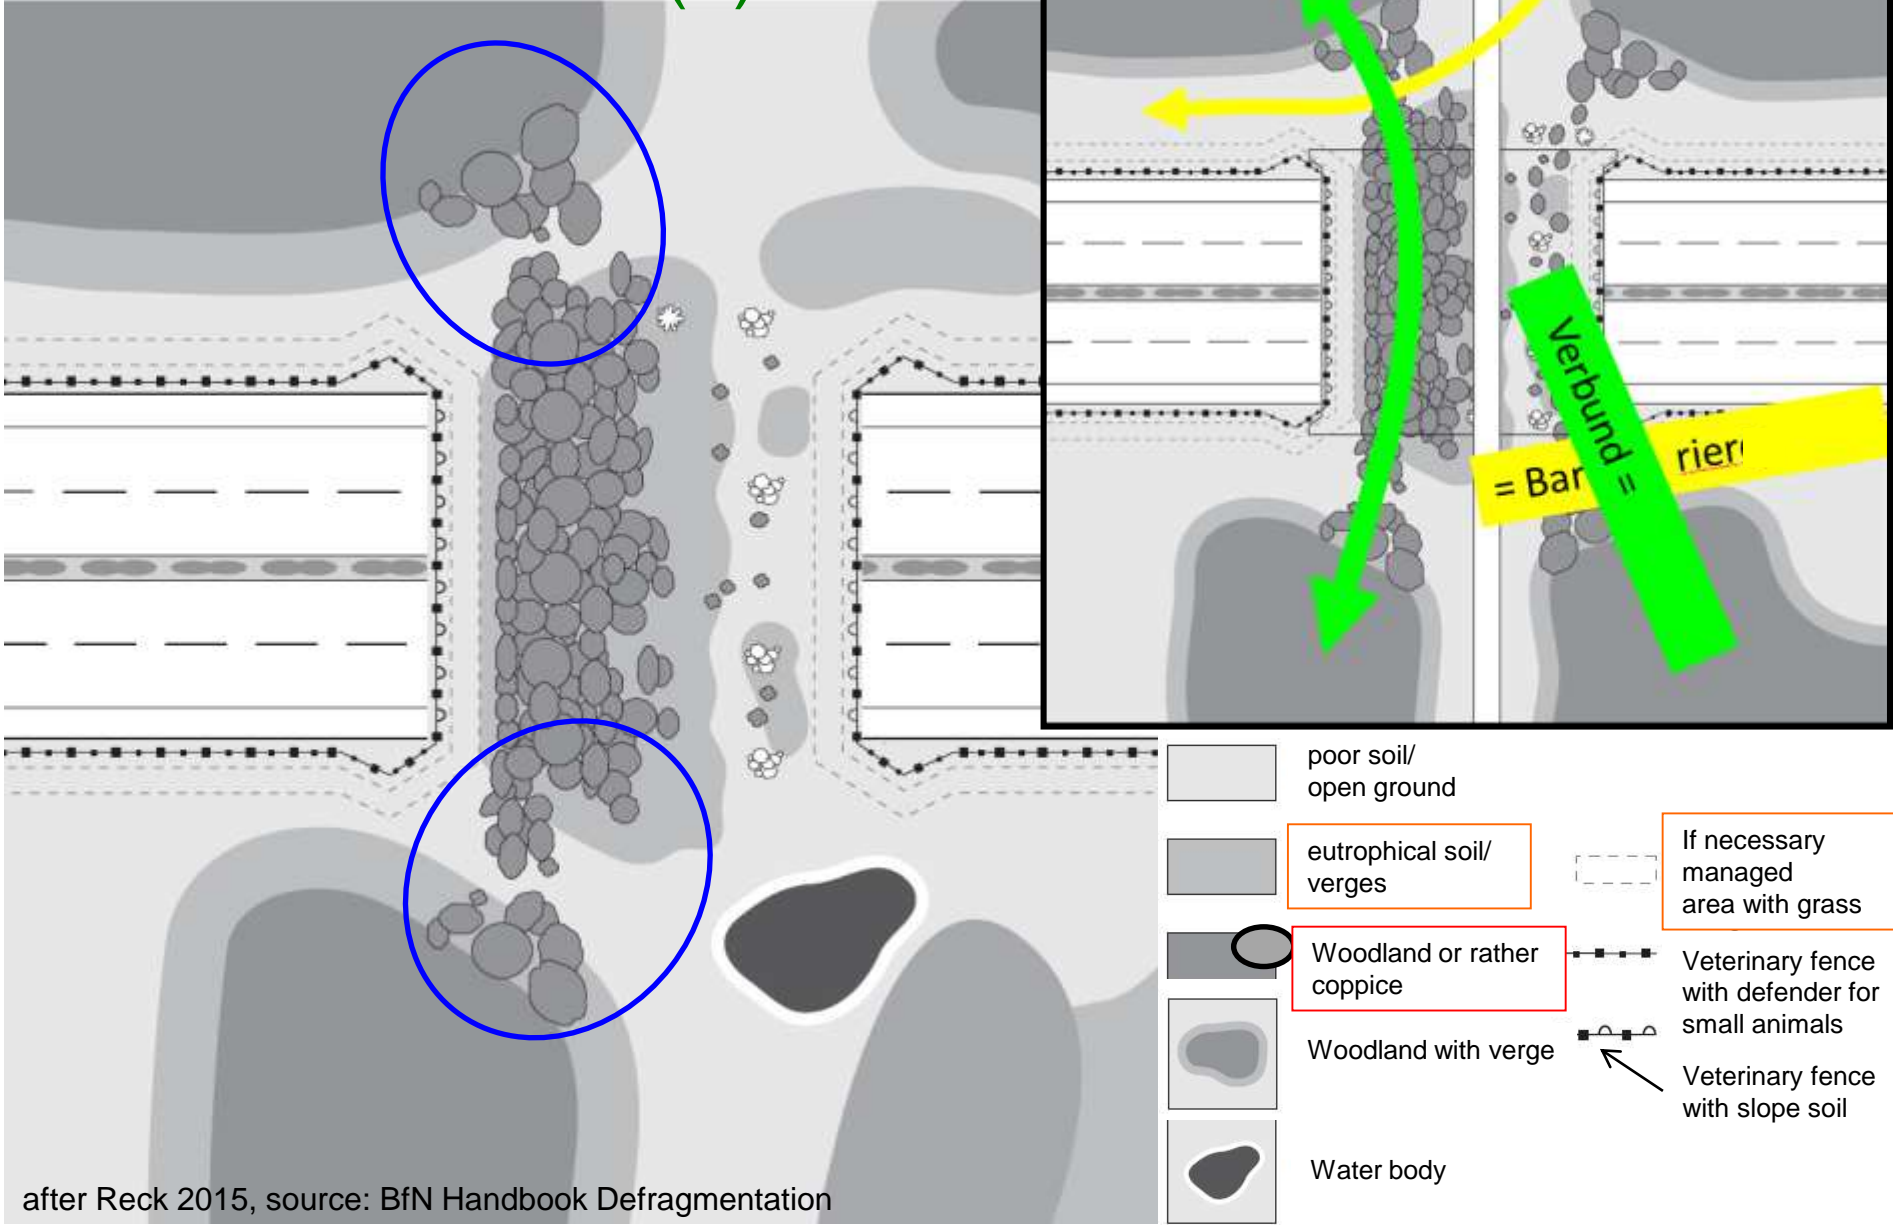 Verbund =
= Bar rier
poor soil/
open ground
eutrophical soil/
verges
Woodland or rather
coppice
Woodland with verge
Water body
If necessary
managed
area with grass
Veterinary fence
with defender for
small animals
Veterinary fence
with slope soil
after Reck 2015, source: BfN Handbook Defragmentation